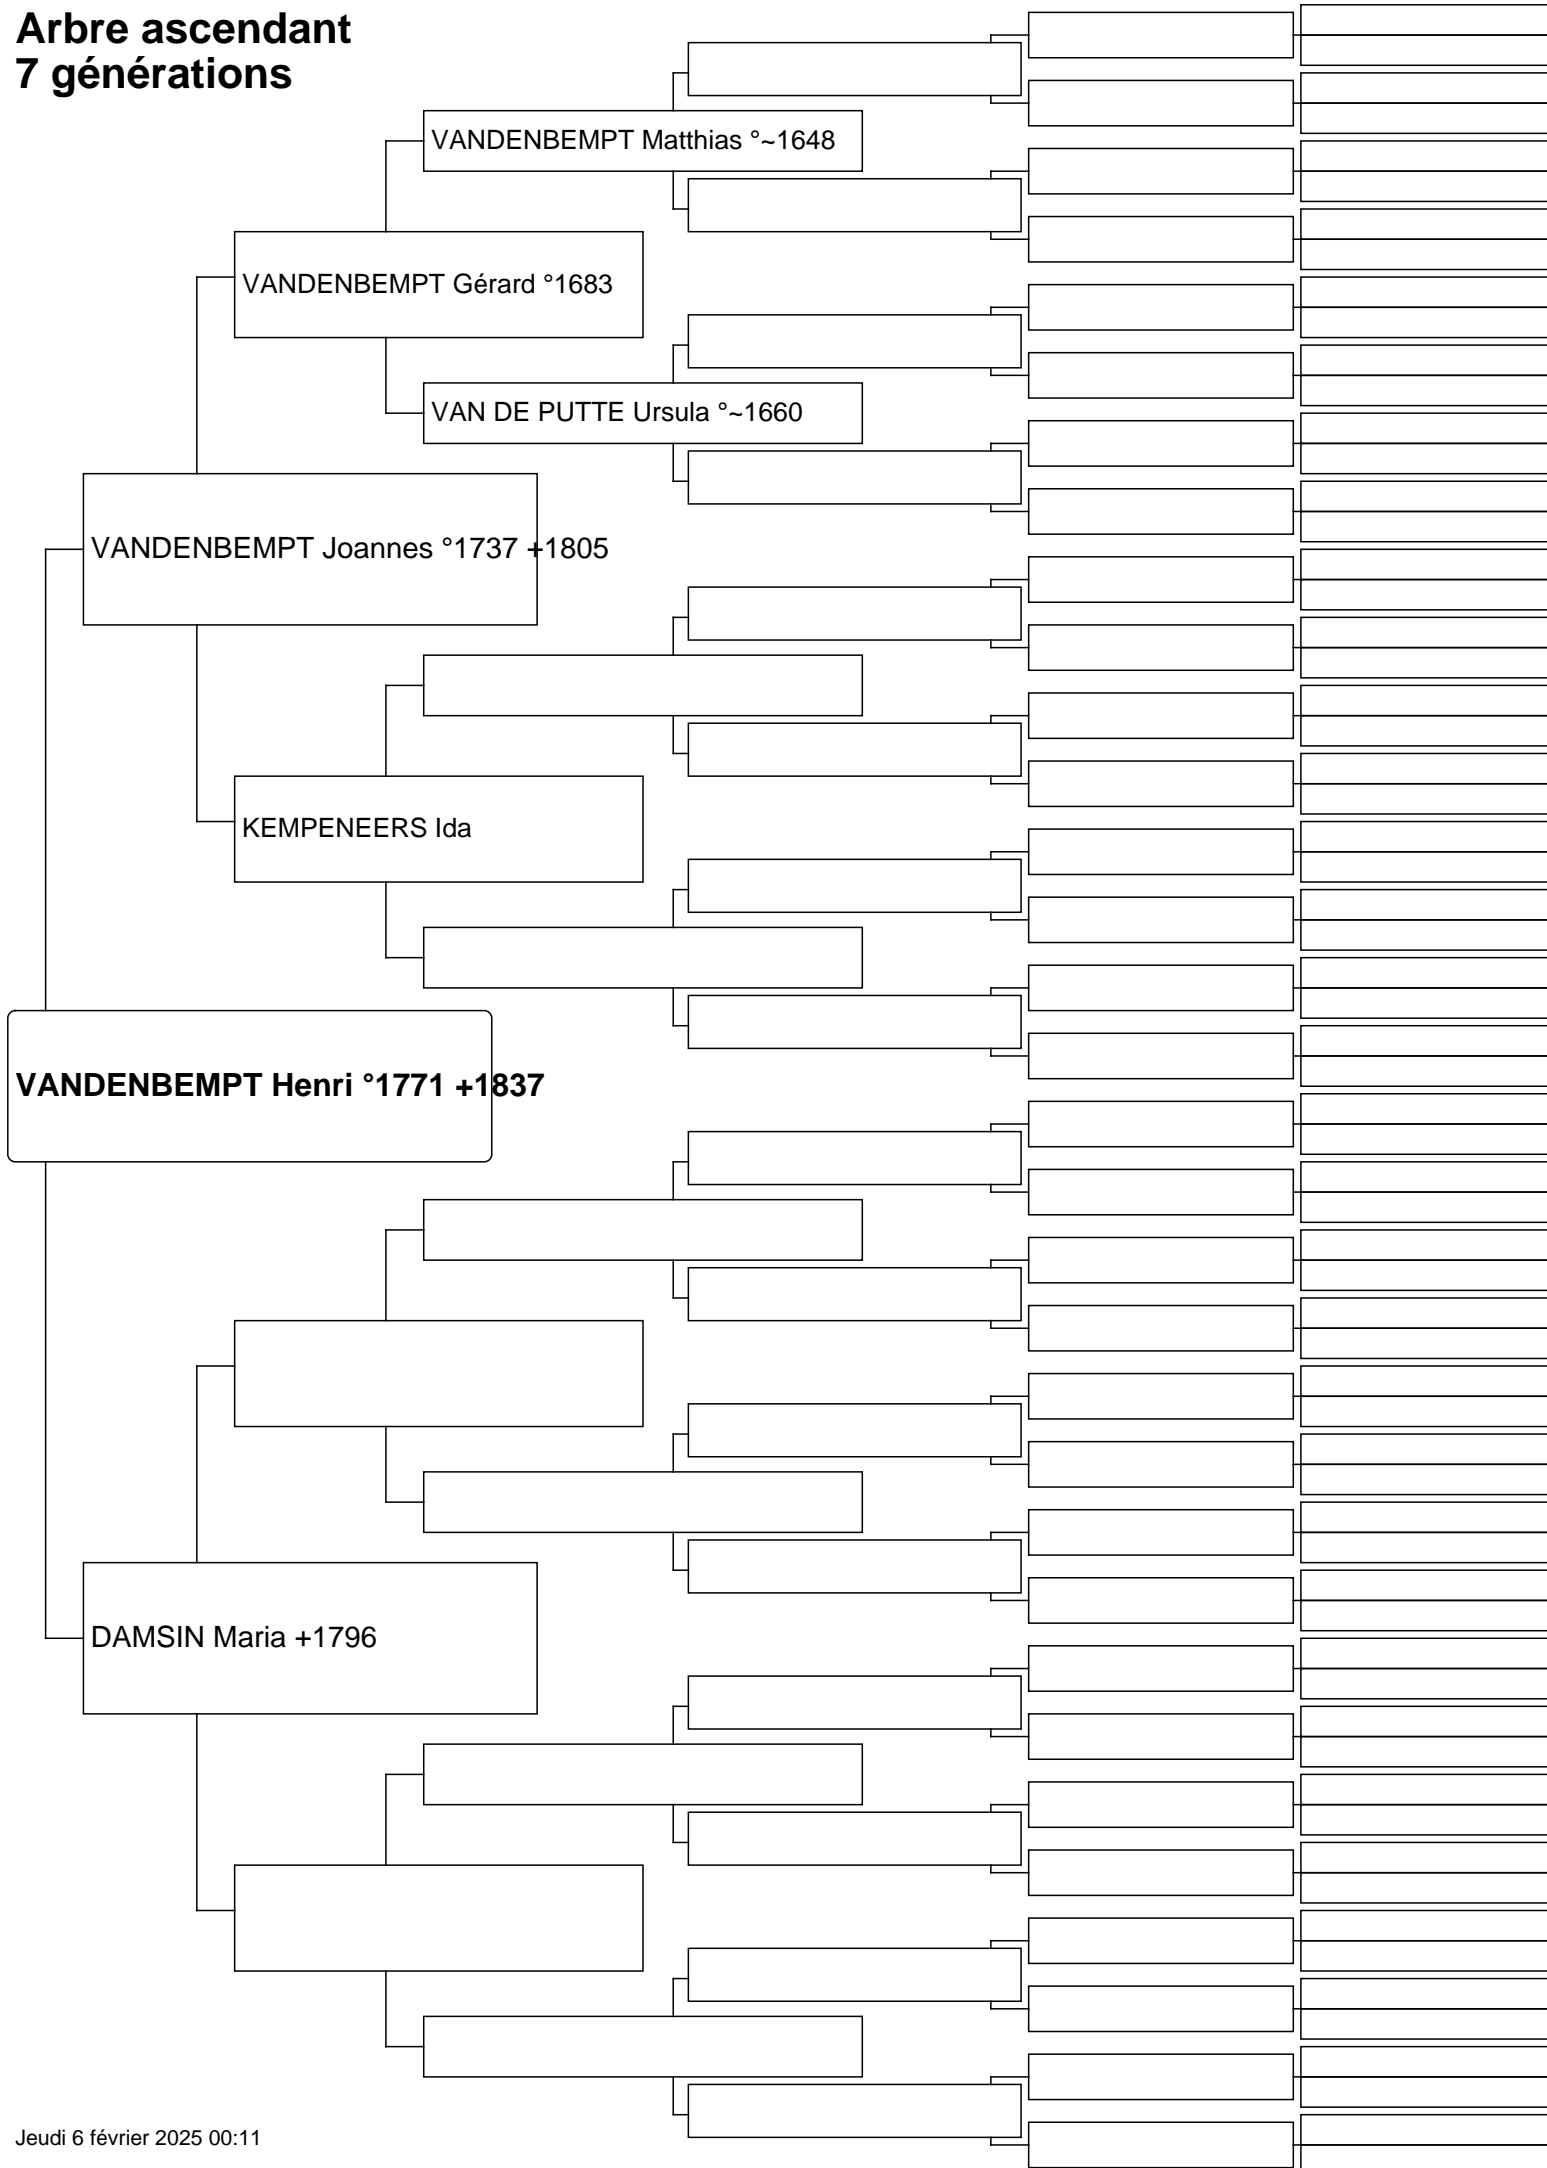 Arbre ascendant
7 générations
VANDENBEMPT Matthias °~1648
VANDENBEMPT Gérard °1683
VAN DE PUTTE Ursula °~1660
VANDENBEMPT Joannes °1737 +1805
KEMPENEERS Ida
VANDENBEMPT Henri °1771 +1837
DAMSIN Maria +1796
Jeudi 6 février 2025 00:11